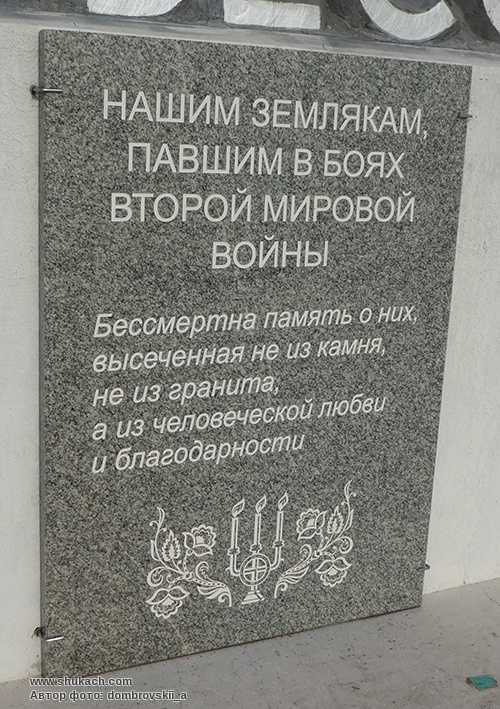 НАШИМ ЗЕМЛЯКАМ,
ПАВШИМ В БОЯХ
ВТОРОЙ МИРОВОЙ
ВОЙНЫ
Бессмертна память о них,
высеченная не из камня,
не из гранита,
а из человеческой любви
и благодарности
www.shukach.com
Автор фото: dombrovskii_a